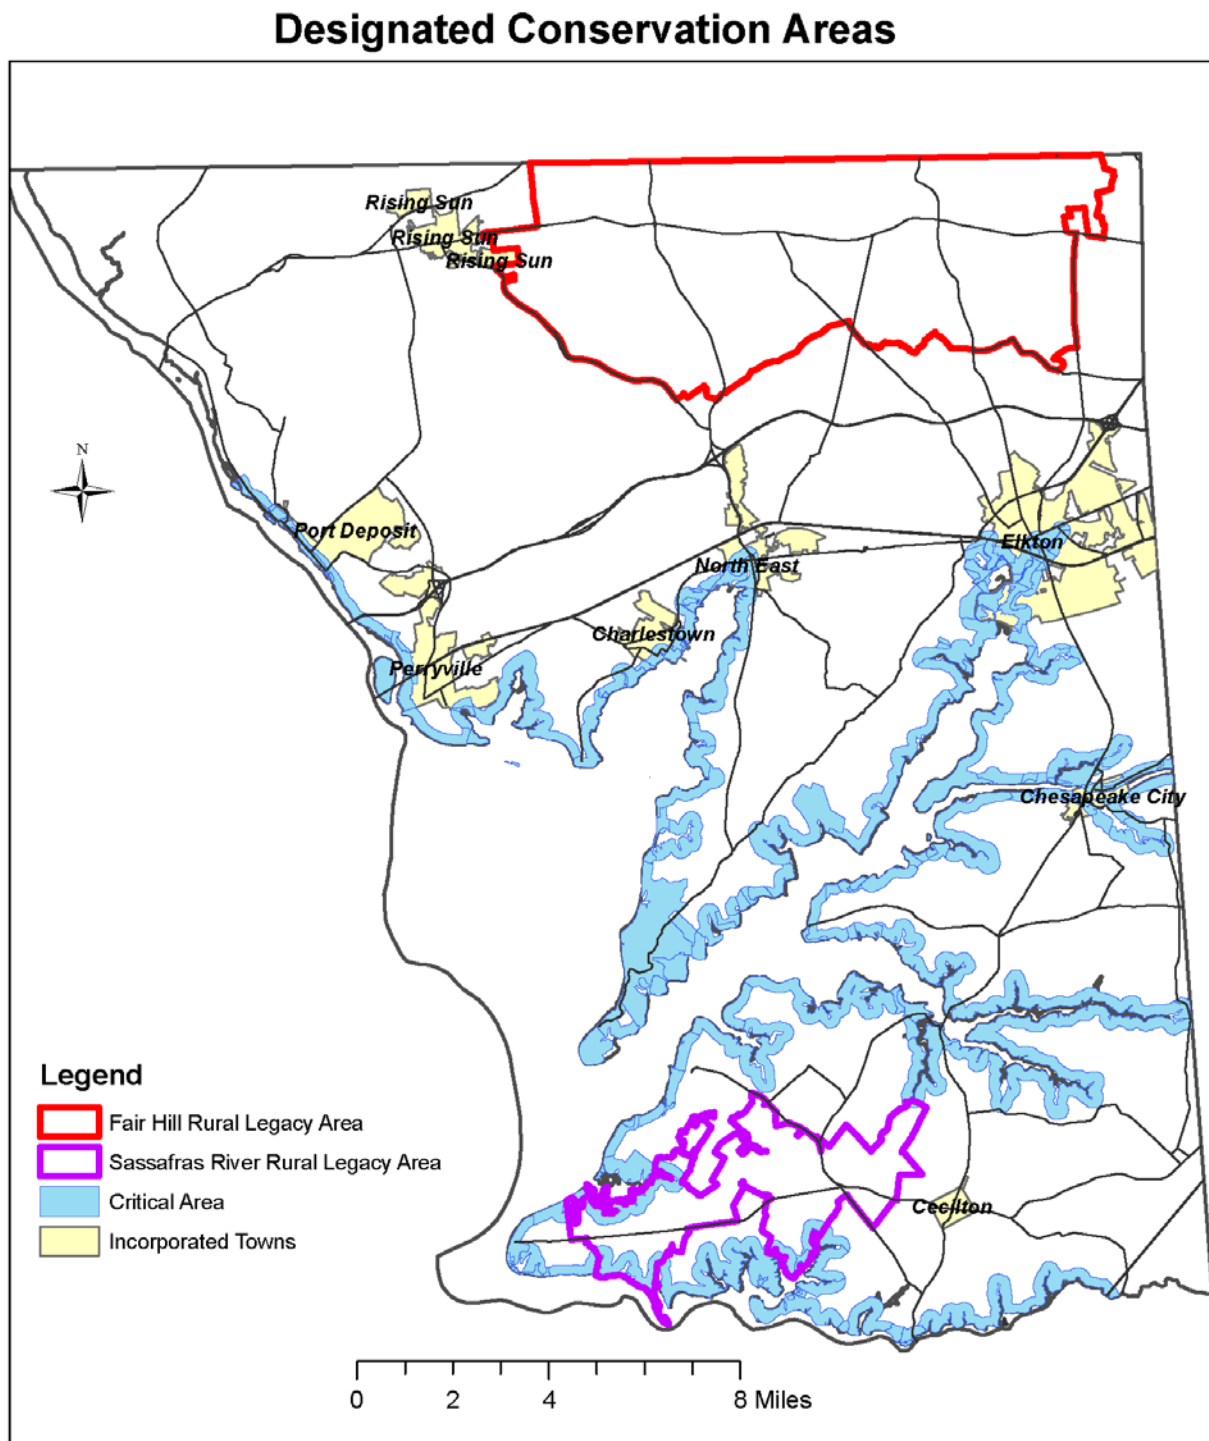 Designated Conservation Areas
Rising Sun
Rising Sun
Rising Sun
N
Port Deposit
Elkton
North East
Charlestown
Perryville
Chesapeake City
Legend
Fair Hill Rural Legacy Area
Sassafras River Rural Legacy Area
Critical Area
Incorporated Towns
Cecilton
0 2 4 8 Miles